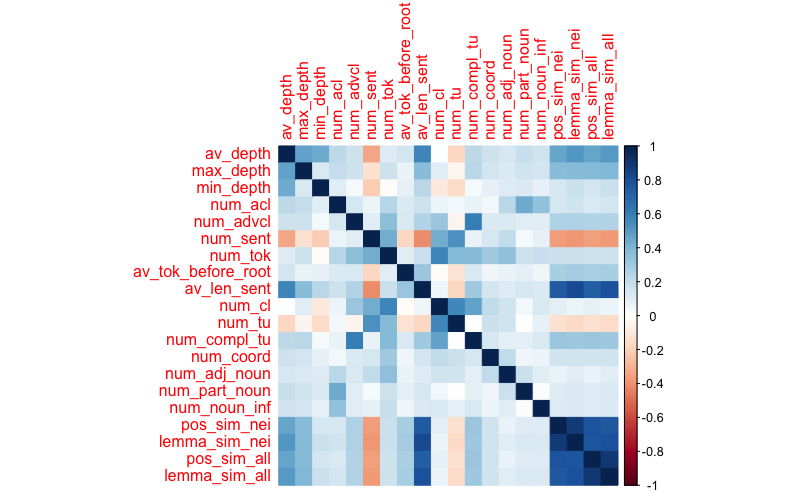 av_depth
max_depth
min_depth
num_acl
num_advcl
num_sent
num_tok
av_tok_before_root
av_len_sent
num_cl
num_tu
num_compl_tu
num_coord
num_adj_noun
num_part_noun
num_noun_inf
pos_sim_nei
lemma_sim_nei
pos_sim_all
lemma_sim_all
av_depth
max_depth
min_depth
num_acl
num_advcl
num_sent
num_tok
av_tok_before_root
av_len_sent
num_cl
num_tu
num_compl_tu
num_coord
num_adj_noun
num_part_noun
num_noun_inf
pos_sim_nei
lemma_sim_nei
pos_sim_all
lemma_sim_all
1
0.8
0.6
0.4
0.2
0
-0.2
-0.4
-0.6
-0.8
-1